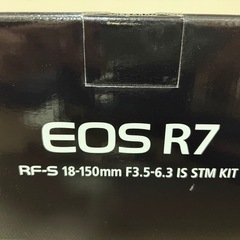 EOS R7
RF-S 18-150mm F3.5-6.3 IS STM KIT